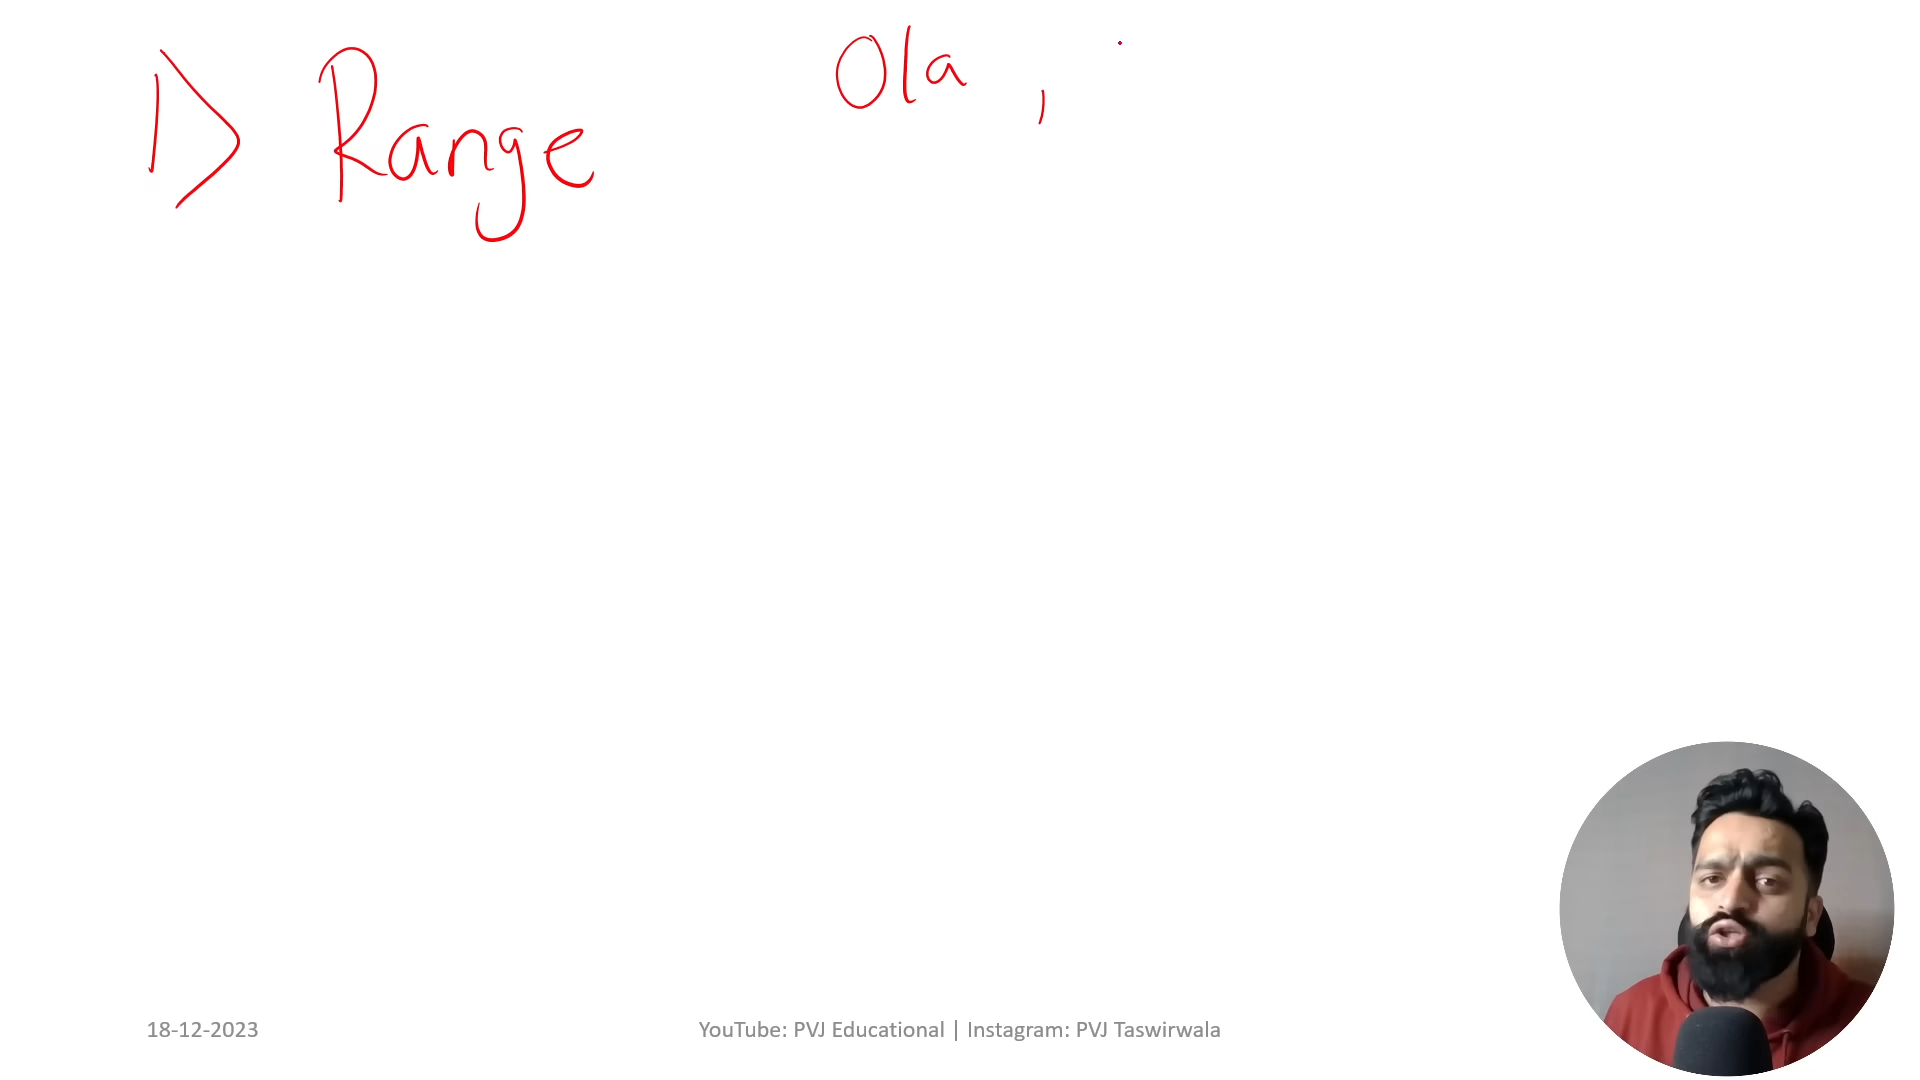 1) Range
Ola ,
18-12-2023
YouTube: PVJ Educational | Instagram: PVJ Taswirwala